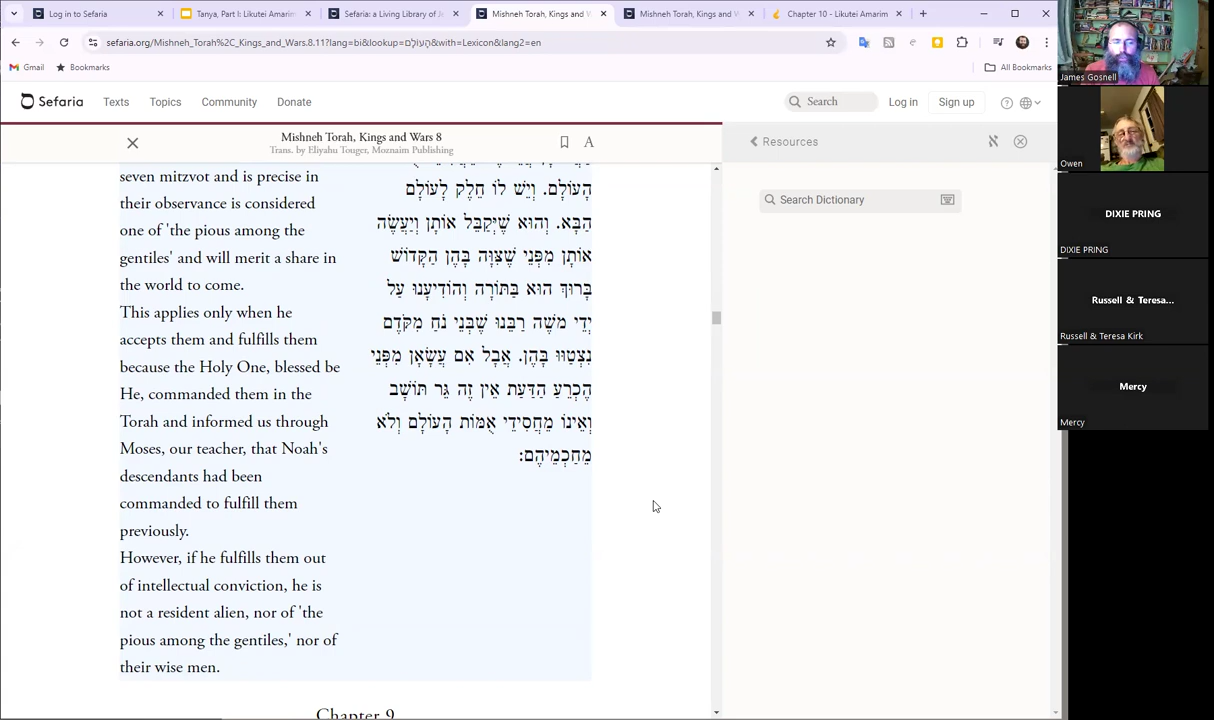 Log in to Sefaria
Tanya, Part I: Likutei Amarim
Sefaria: a Living Library of J
Mishneh Torah, Kings and W
Mishneh Torah, Kings and W
Chapter 10 - Likutei Amarim
sefaria.org/Mishneh_Torah%2C_Kings_and_Wars.8.11?lang=bi&lookup=הָעוֹלָם&with=Lexicon&lang2=en
Gmail
Bookmarks
All Bookmarks
Sefaria
Texts
Topics
Community
Donate
Search
Log in
Sign up
Mishneh Torah, Kings and Wars 8
Trans. by Eliyahu Touger, Moznaim Publishing
A
Resources
Search Dictionary
seven mitzvot and is precise in
their observance is considered
one of 'the pious among the
gentiles' and will merit a share in
the world to come.
This applies only when he
accepts them and fulfills them
because the Holy One, blessed be
He, commanded them in the
Torah and informed us through
Moses, our teacher, that Noah's
descendants had been
commanded to fulfill them
previously.
However, if he fulfills them out
of intellectual conviction, he is
not a resident alien, nor of 'the
pious among the gentiles,' nor of
their wise men.
הָעוֹלָם. וְיֵשׁ לוֹ חֵלֶק לָעוֹלָם
הַבָּא. וְהוּא שֶׁיְּקַבֵּל אוֹתָן וְיַעֲשֶׂה
אוֹתָן מִפְּנֵי שֶׁצִּוָּה בָּהֶן הַקָּדוֹשׁ
בָּרוּךְ הוּא בַּתּוֹרָה וְהוֹדִיעָנוּ עַל
יְדֵי משֶׁה רַבֵּנוּ שֶׁבְּנֵי נֹחַ מִקֹּדֶם
נִצְטַוּוּ בָּהֶן. אֲבָל אִם עֲשָׂאָן מִפְּנֵי
הֶכְרֵעַ הַדַּעַת אֵין זֶה גֵּר תּוֹשָׁב
וְאֵינוֹ מֵחֲסִידֵי אֻמּוֹת הָעוֹלָם וְלֹא
מֵחַכְמֵיהֶם:
Chapter 9
James Gosnell
Owen
DIXIE PRING
DIXIE PRING
Russell & Teresa...
Russell & Teresa Kirk
Mercy
Mercy